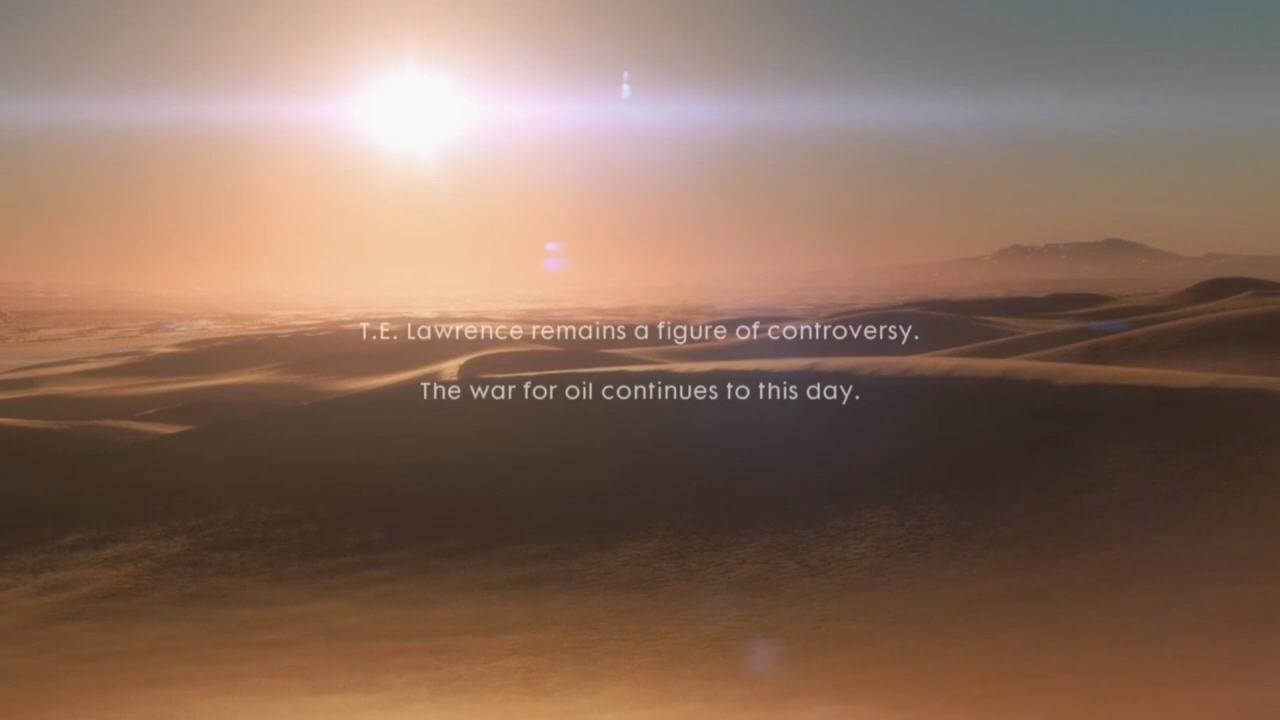 T.E. Lawrence remains a figure of controversy.
The war for oil continues to this day.